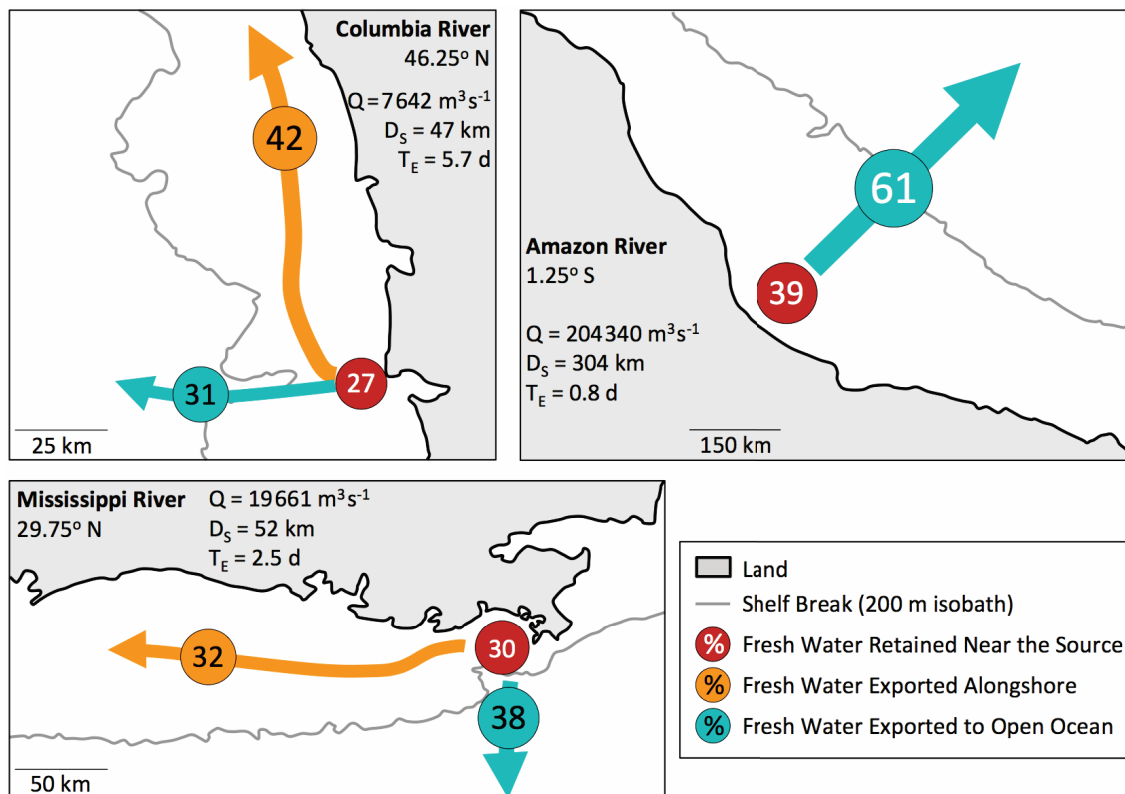 Columbia River
46.25º N
Q = 7642 m³s⁻¹
D_S = 47 km
T_E = 5.7 d
42
27
31
25 km
61
39
Amazon River
1.25º S
Q = 204340 m³s⁻¹
D_S = 304 km
T_E = 0.8 d
150 km
Mississippi River
29.75º N
Q = 19661 m³s⁻¹
D_S = 52 km
T_E = 2.5 d
30
32
38
50 km
Land
Shelf Break (200 m isobath)
% Fresh Water Retained Near the Source
% Fresh Water Exported Alongshore
% Fresh Water Exported to Open Ocean